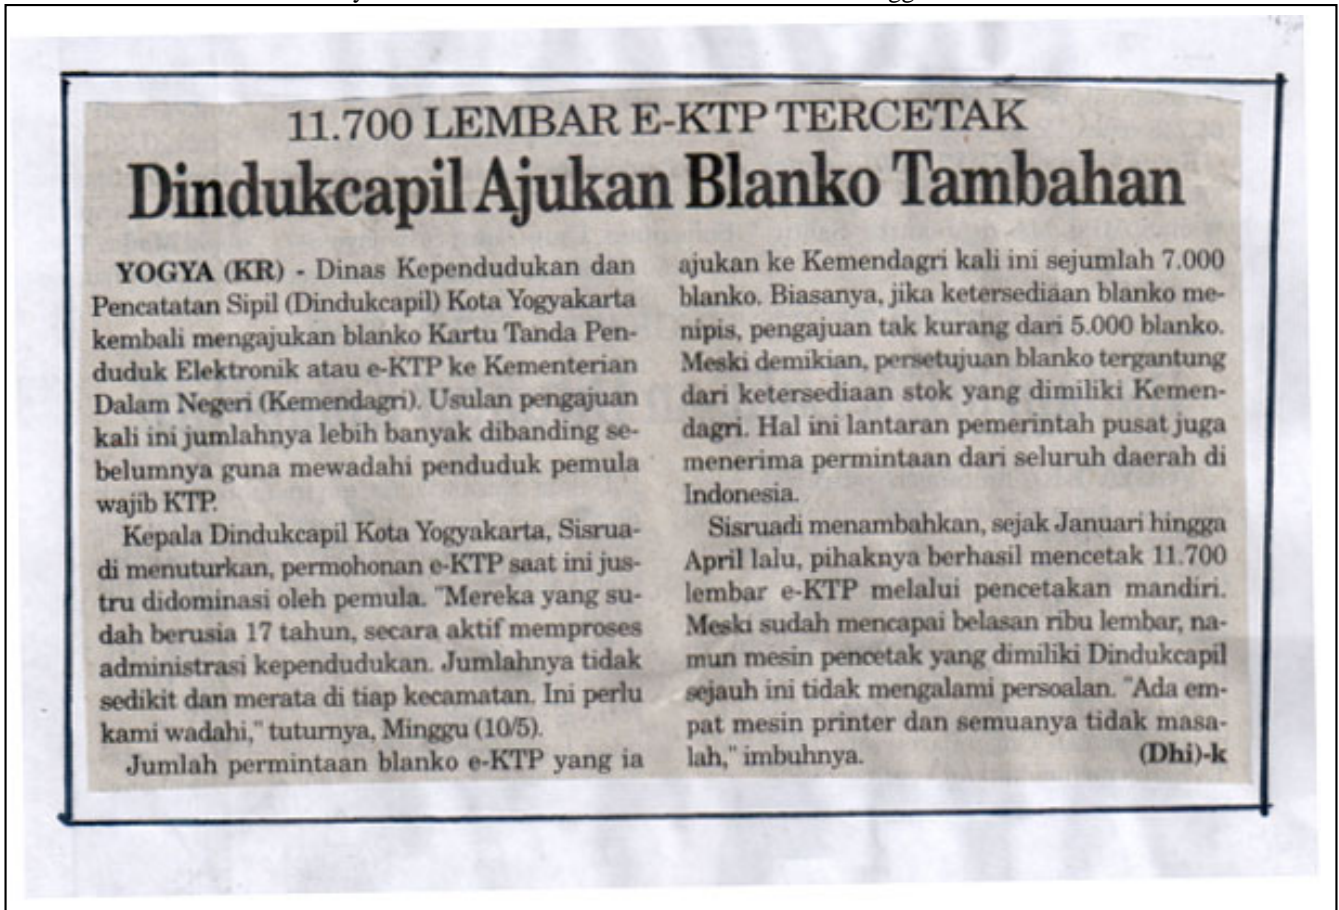 11.700 LEMBAR E-KTP TERCETAK
Dindukcapil Ajukan Blanko Tambahan
YOGYA (KR) - Dinas Kependudukan dan
Pencatatan Sipil (Dindukcapil) Kota Yogyakarta
kembali mengajukan blanko Kartu Tanda Pen-
duduk Elektronik atau e-KTP ke Kementerian
Dalam Negeri (Kemendagri). Usulan pengajuan
kali ini jumlahnya lebih banyak dibanding se-
belumnya guna mewadahi penduduk pemula
wajib KTP.
Kepala Dindukcapil Kota Yogyakarta, Sisrua-
di menuturkan, permohonan e-KTP saat ini jus-
tru didominasi oleh pemula. "Mereka yang su-
dah berusia 17 tahun, secara aktif memproses
administrasi kependudukan. Jumlahnya tidak
sedikit dan merata di tiap kecamatan. Ini perlu
kami wadahi," tuturnya, Minggu (10/5).
Jumlah permintaan blanko e-KTP yang ia
ajukan ke Kemendagri kali ini sejumlah 7.000
blanko. Biasanya, jika ketersediaan blanko me-
nipis, pengajuan tak kurang dari 5.000 blanko.
Meski demikian, persetujuan blanko tergantung
dari ketersediaan stok yang dimiliki Kemen-
dagri. Hal ini lantaran pemerintah pusat juga
menerima permintaan dari seluruh daerah di
Indonesia.
Sisruadi menambahkan, sejak Januari hingga
April lalu, pihaknya berhasil mencetak 11.700
lembar e-KTP melalui pencetakan mandiri.
Meski sudah mencapai belasan ribu lembar, na-
mun mesin pencetak yang dimiliki Dindukcapil
sejauh ini tidak mengalami persoalan. "Ada em-
pat mesin printer dan semuanya tidak masa-
lah," imbuhnya. (Dhi)-k